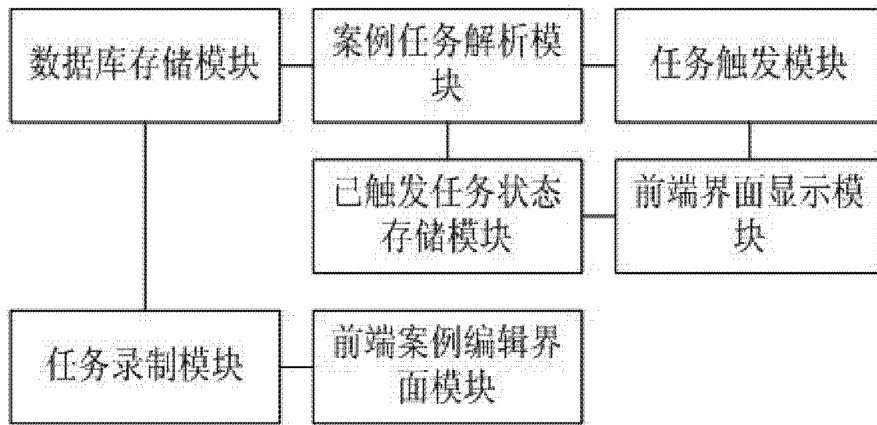 数据库存储模块
案例任务解析模
块
任务触发模块
已触发任务状态
存储模块
前端界面显示模
块
任务录制模块
前端案例编辑界
面模块